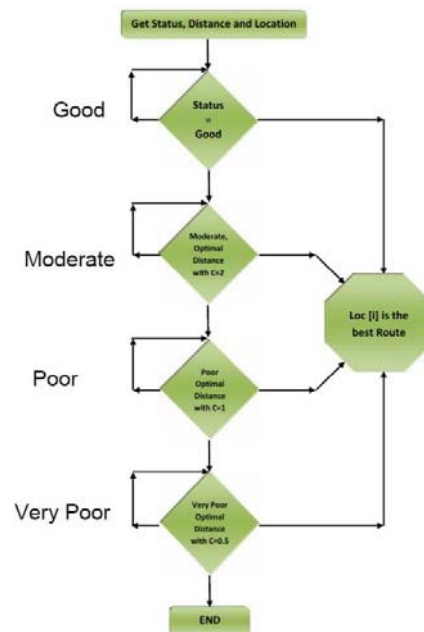 Get Status, Distance and Location
Good
Status
=
Good
Moderate
Moderate,
Optimal
Distance
with C=2
Loc [i] is the
best Route
Poor
Poor
Optimal
Distance
with C=1
Very Poor
Very Poor
Optimal
Distance
with C=0.5
END